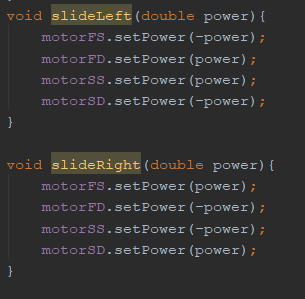 void slideLeft(double power){
motorFS.setPower(-power);
motorFD.setPower(power);
motorSS.setPower(power);
motorSD.setPower(-power);
}
void slideRight(double power){
motorFS.setPower(power);
motorFD.setPower(-power);
motorSS.setPower(-power);
motorSD.setPower(power);
}